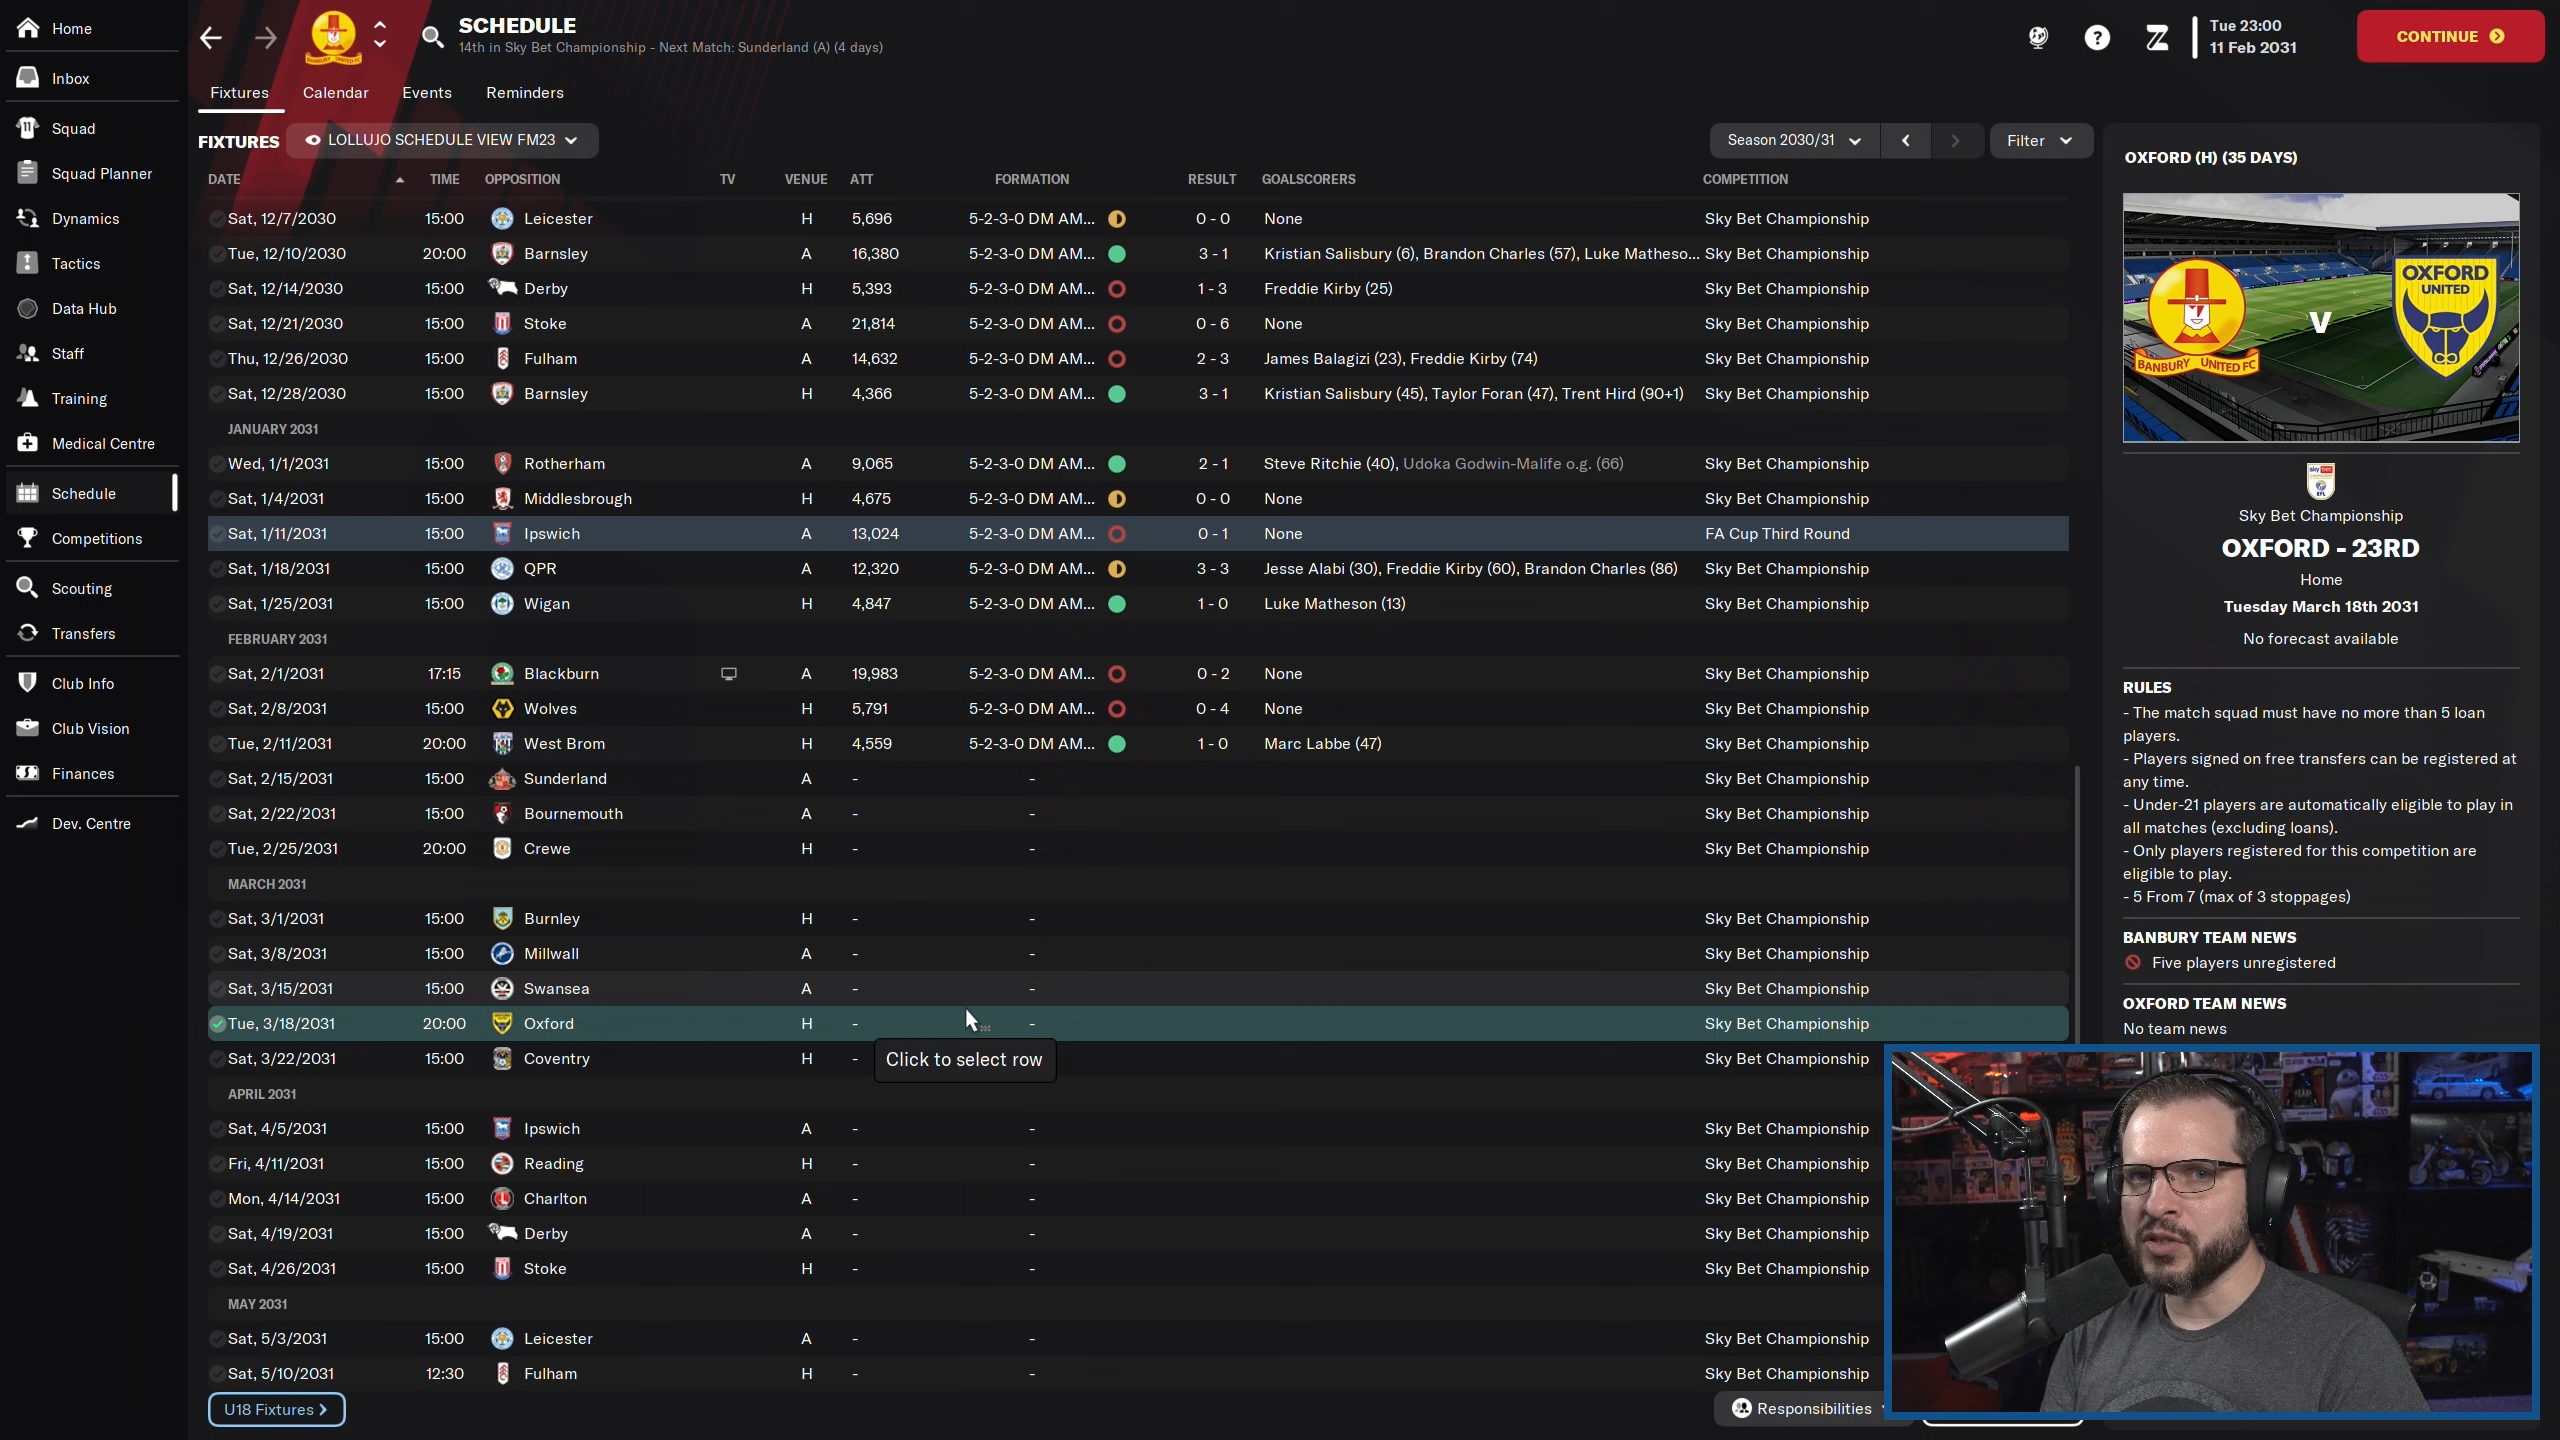 Home
Inbox
Squad
Squad Planner
Dynamics
Tactics
Data Hub
Staff
Training
Medical Centre
Schedule
Competitions
Scouting
Transfers
Club Info
Club Vision
Finances
Dev. Centre
SCHEDULE
14th in Sky Bet Championship - Next Match: Sunderland (A) (4 days)
Tue 23:00
11 Feb 2031
CONTINUE
Fixtures Calendar Events Reminders
FIXTURES LOLLUJO SCHEDULE VIEW FM23 Season 2030/31 Filter
DATE TIME OPPOSITION TV VENUE ATT FORMATION RESULT GOALSCORERS COMPETITION
Sat, 12/7/2030 15:00 Leicester H 5,696 5-2-3-0 DM AM... 0 - 0 None Sky Bet Championship
Tue, 12/10/2030 20:00 Barnsley A 16,380 5-2-3-0 DM AM... 3 - 1 Kristian Salisbury (6), Brandon Charles (57), Luke Matheso... Sky Bet Championship
Sat, 12/14/2030 15:00 Derby H 5,393 5-2-3-0 DM AM... 1 - 3 Freddie Kirby (25) Sky Bet Championship
Sat, 12/21/2030 15:00 Stoke A 21,814 5-2-3-0 DM AM... 0 - 6 None Sky Bet Championship
Thu, 12/26/2030 15:00 Fulham A 14,632 5-2-3-0 DM AM... 2 - 3 James Balagizi (23), Freddie Kirby (74) Sky Bet Championship
Sat, 12/28/2030 15:00 Barnsley H 4,366 5-2-3-0 DM AM... 3 - 1 Kristian Salisbury (45), Taylor Foran (47), Trent Hird (90+1) Sky Bet Championship
JANUARY 2031
Wed, 1/1/2031 15:00 Rotherham A 9,065 5-2-3-0 DM AM... 2 - 1 Steve Ritchie (40), Udoka Godwin-Malife o.g. (66) Sky Bet Championship
Sat, 1/4/2031 15:00 Middlesbrough H 4,675 5-2-3-0 DM AM... 0 - 0 None Sky Bet Championship
Sat, 1/11/2031 15:00 Ipswich A 13,024 5-2-3-0 DM AM... 0 - 1 None FA Cup Third Round
Sat, 1/18/2031 15:00 QPR A 12,320 5-2-3-0 DM AM... 3 - 3 Jesse Alabi (30), Freddie Kirby (60), Brandon Charles (86) Sky Bet Championship
Sat, 1/25/2031 15:00 Wigan H 4,847 5-2-3-0 DM AM... 1 - 0 Luke Matheson (13) Sky Bet Championship
FEBRUARY 2031
Sat, 2/1/2031 17:15 Blackburn A 19,983 5-2-3-0 DM AM... 0 - 2 None Sky Bet Championship
Sat, 2/8/2031 15:00 Wolves H 5,791 5-2-3-0 DM AM... 0 - 4 None Sky Bet Championship
Tue, 2/11/2031 20:00 West Brom H 4,559 5-2-3-0 DM AM... 1 - 0 Marc Labbe (47) Sky Bet Championship
Sat, 2/15/2031 15:00 Sunderland A - - Sky Bet Championship
Sat, 2/22/2031 15:00 Bournemouth A - - Sky Bet Championship
Tue, 2/25/2031 20:00 Crewe H - - Sky Bet Championship
MARCH 2031
Sat, 3/1/2031 15:00 Burnley H - - Sky Bet Championship
Sat, 3/8/2031 15:00 Millwall A - - Sky Bet Championship
Sat, 3/15/2031 15:00 Swansea A - - Sky Bet Championship
Tue, 3/18/2031 20:00 Oxford H - - Sky Bet Championship
Sat, 3/22/2031 15:00 Coventry H - Sky Bet Championship
Click to select row
APRIL 2031
Sat, 4/5/2031 15:00 Ipswich A - - Sky Bet Championship
Fri, 4/11/2031 15:00 Reading H - - Sky Bet Championship
Mon, 4/14/2031 15:00 Charlton A - - Sky Bet Championship
Sat, 4/19/2031 15:00 Derby A - - Sky Bet Championship
Sat, 4/26/2031 15:00 Stoke H - - Sky Bet Championship
MAY 2031
Sat, 5/3/2031 15:00 Leicester A - - Sky Bet Championship
Sat, 5/10/2031 12:30 Fulham H - - Sky Bet Championship
U18 Fixtures
Responsibilities
OXFORD (H) (35 DAYS)
BANBURY UNITED FC
V
OXFORD
UNITED
Sky Bet Championship
OXFORD - 23RD
Home
Tuesday March 18th 2031
No forecast available
RULES
- The match squad must have no more than 5 loan
players.
- Players signed on free transfers can be registered at
any time.
- Under-21 players are automatically eligible to play in
all matches (excluding loans).
- Only players registered for this competition are
eligible to play.
- 5 From 7 (max of 3 stoppages)
BANBURY TEAM NEWS
Five players unregistered
OXFORD TEAM NEWS
No team news